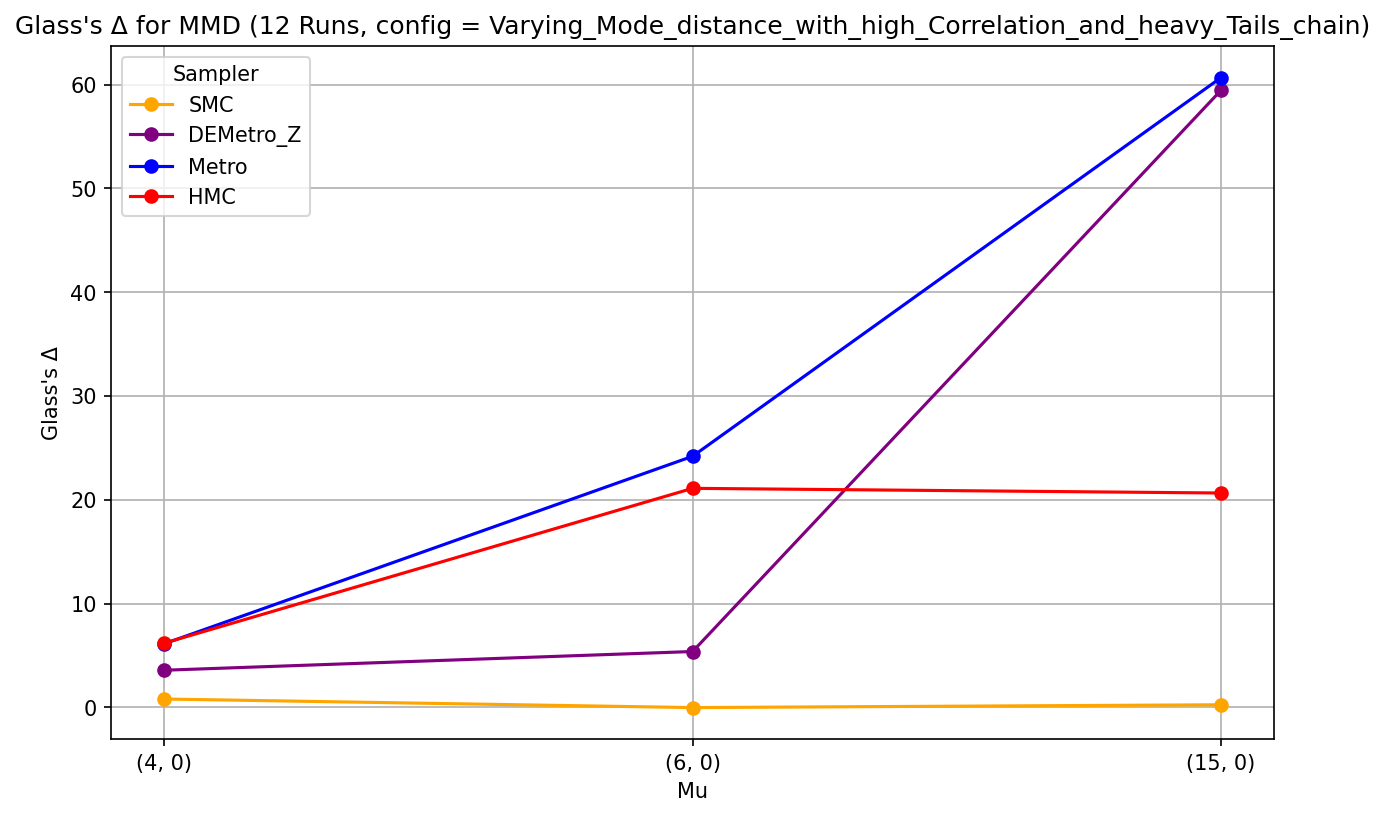 Glass's Δ for MMD (12 Runs, config = Varying_Mode_distance_with_high_Correlation_and_heavy_Tails_chain)
Sampler
SMC
DEMetro_Z
Metro
HMC
Glass's Δ
60
50
40
30
20
10
0
(4, 0)
(6, 0)
(15, 0)
Mu